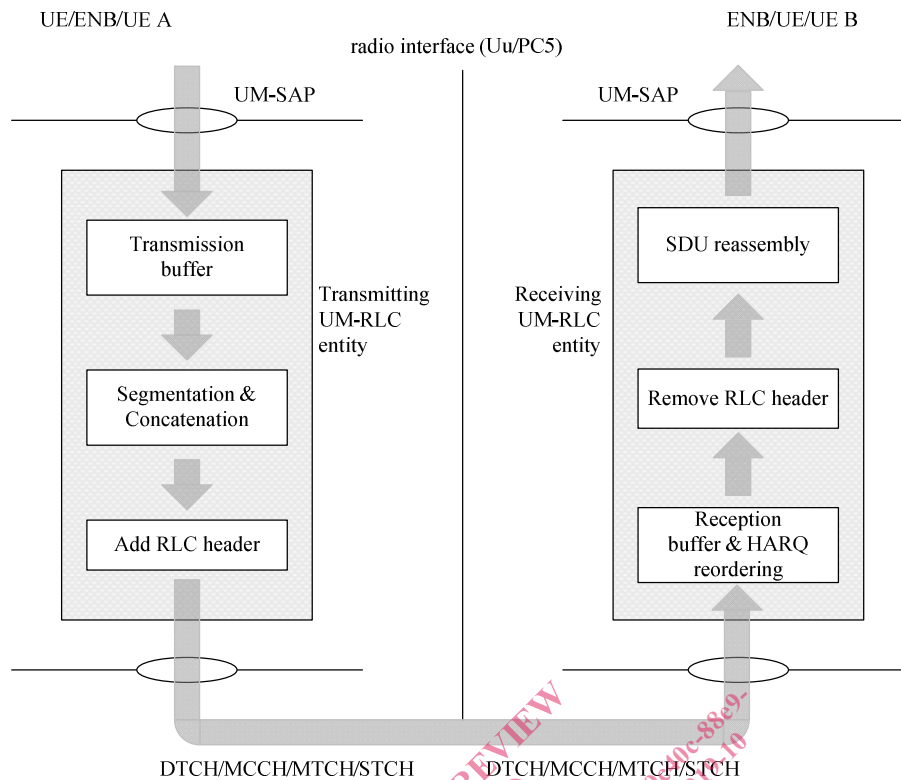 UE/ENB/UE A
ENB/UE/UE B
radio interface (Uu/PC5)
UM-SAP
UM-SAP
Transmission
buffer
Segmentation &
Concatenation
Add RLC header
Transmitting
UM-RLC
entity
Receiving
UM-RLC
entity
SDU reassembly
Remove RLC header
Reception
buffer & HARQ
reordering
DTCH/MCCH/MTCH/STCH
DTCH/MCCH/MTCH/STCH